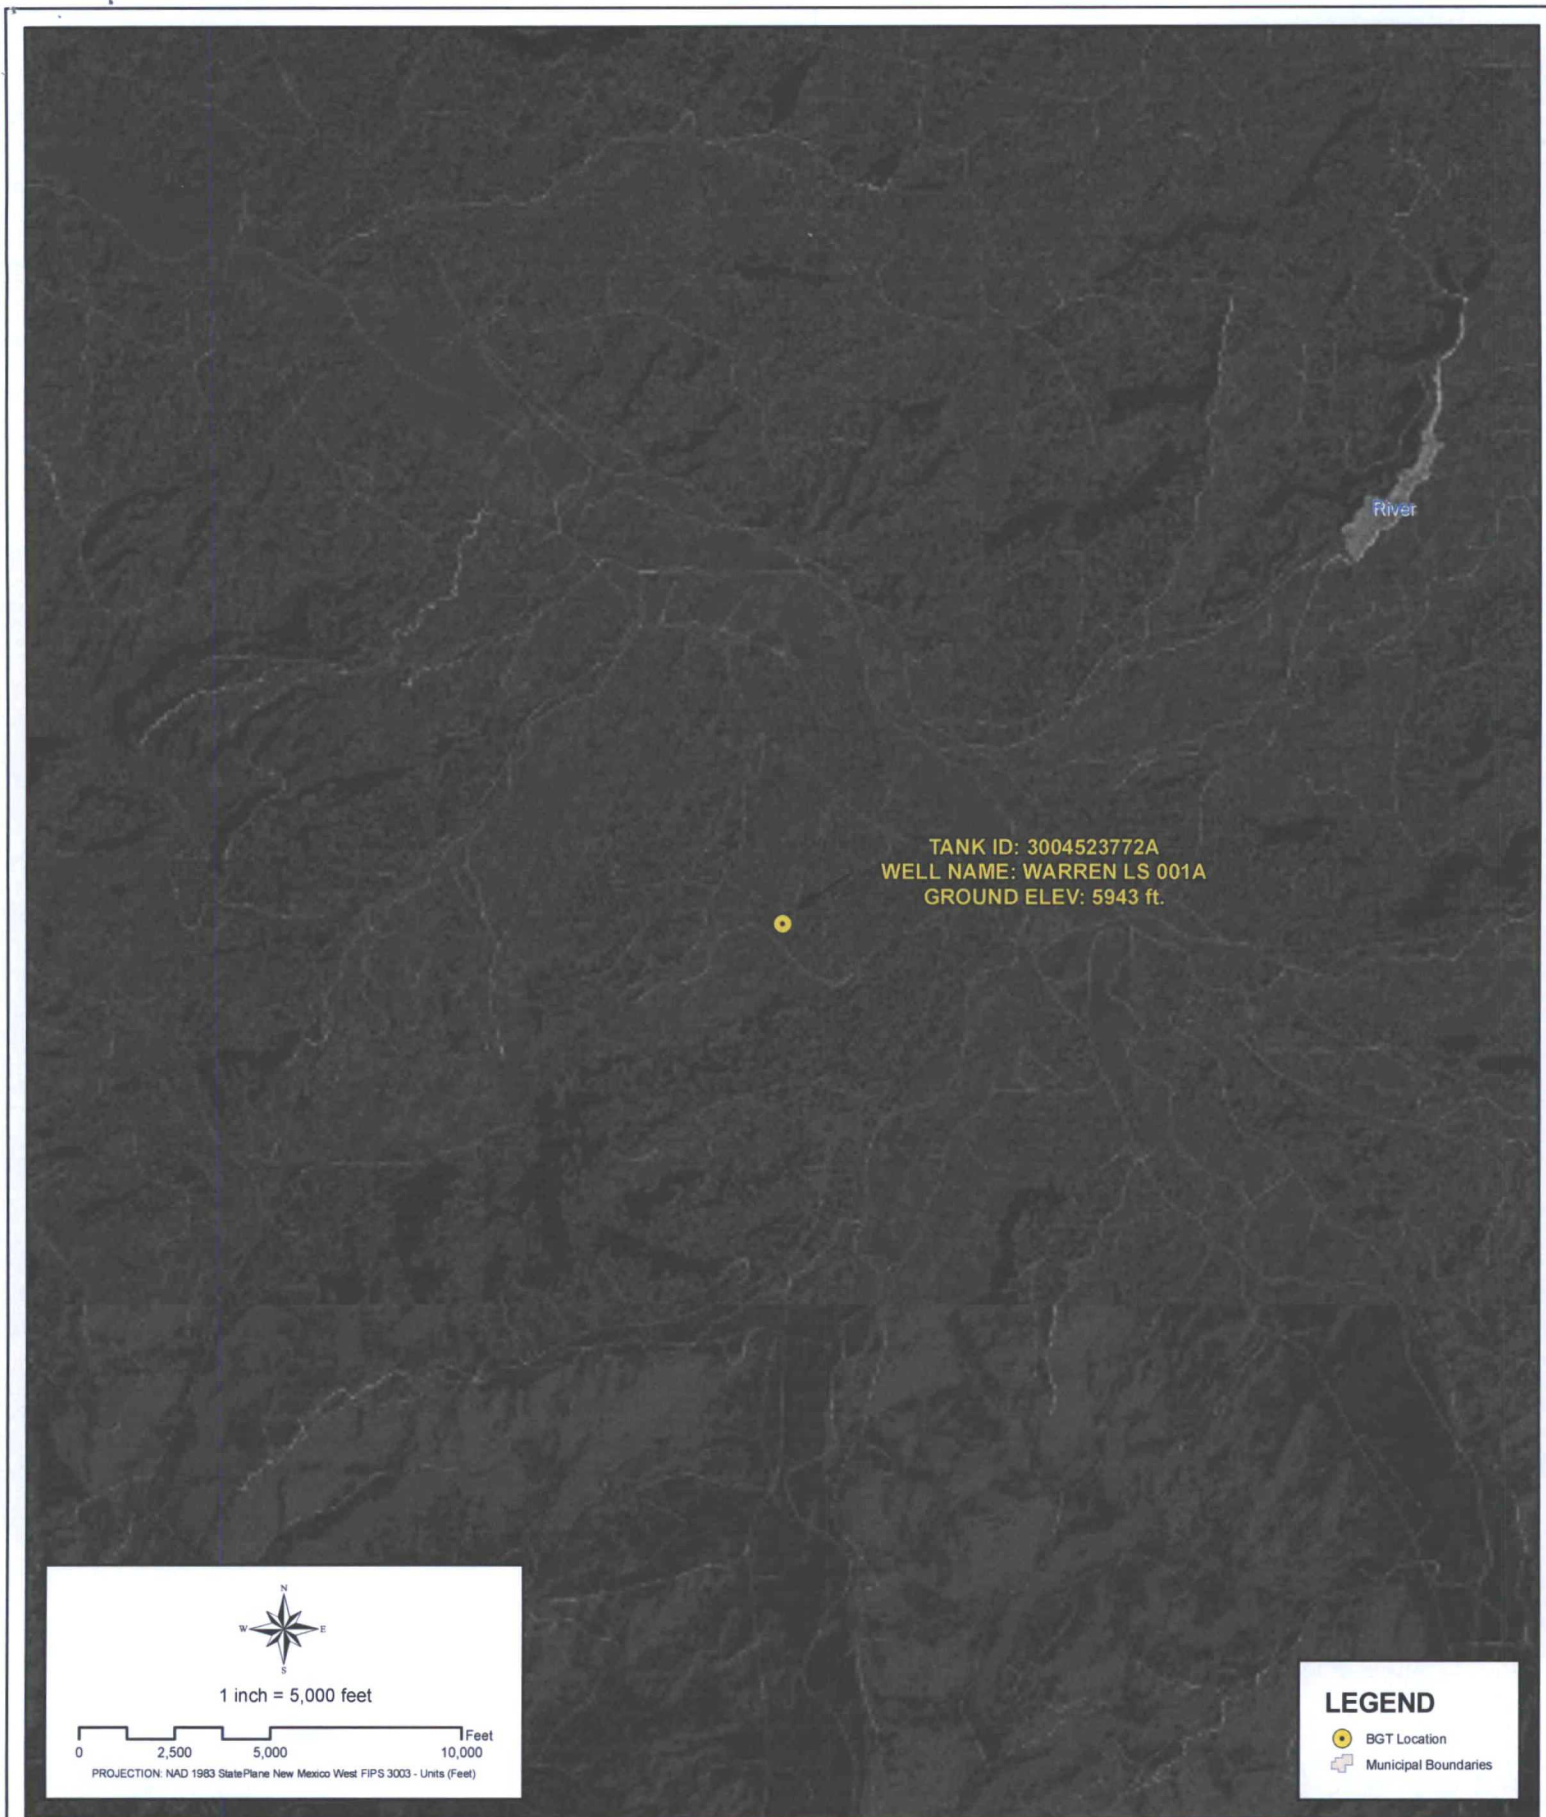 River
TANK ID: 3004523772A
WELL NAME: WARREN LS 001A
GROUND ELEV: 5943 ft.
N
W E
S
1 inch = 5,000 feet
Feet
0 2,500 5,000 10,000
PROJECTION: NAD 1983 StatePlane New Mexico West FIPS 3003 - Units (Feet)
LEGEND
BGT Location
Municipal Boundaries